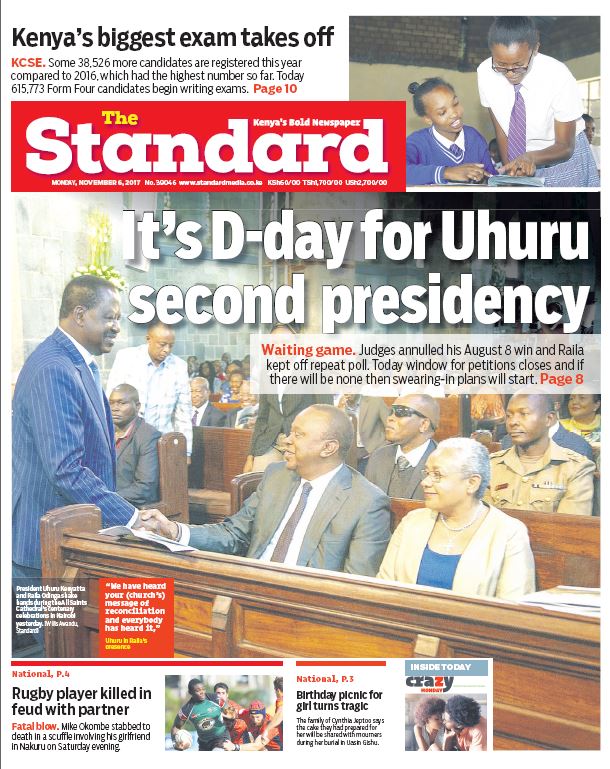 Kenya's biggest exam takes off
KCSE. Some 38,526 more candidates are registered this year
compared to 2016, which had the highest number so far. Today
615,773 Form Four candidates begin writing exams. Page 10
The
Kenya's Bold Newspaper
Standard
MONDAY, NOVEMBER 6, 2017 No. 30046 www.standardmedia.co.ke KSh60/00 TSh1,700/00 USh2,700/00
It's D-day for Uhuru
second presidency
Waiting game. Judges annulled his August 8 win and Raila
kept off repeat poll. Today window for petitions closes and if
there will be none then swearing-in plans will start. Page 8
President Uhuru Kenyatta
and Raila Odinga shake
hands during the All Saints
Cathedral's centenary
celebrations in Nairobi
yesterday.
Standard]
"We have heard
your (church's)
message of
reconciliation
and everybody
has heard it,"
Uhuru in Raila's
presence
National, P.4
Rugby player killed in
feud with partner
Fatal blow. Mike Okombe stabbed to
death in a scuffle involving his girlfriend
in Nakuru on Saturday evening.
National, P.3
Birthday picnic for
girl turns tragic
The family of Cynthia Jeptoo says
the cake they had prepared for
her will be shared with mourners
during her burial in Uasin Gishu.
INSIDE TODAY
crazy
MONDAY